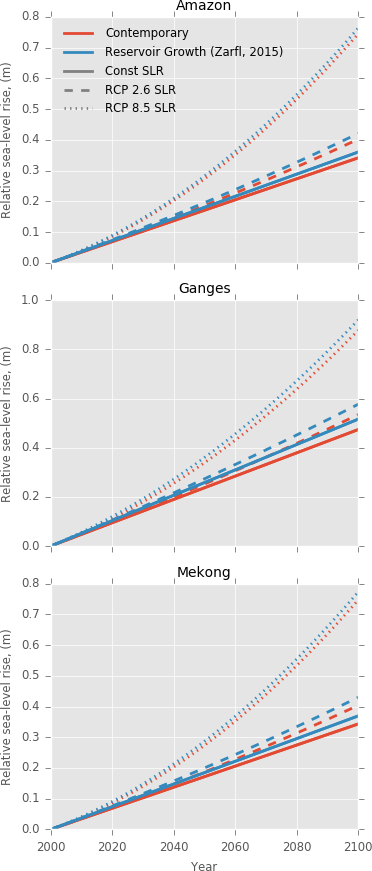 Amazon
0.8
0.7
0.6
0.5
0.4
0.3
0.2
0.1
0.0
Relative sea-level rise, (m)
Contemporary
Reservoir Growth (Zarfl, 2015)
Const SLR
RCP 2.6 SLR
RCP 8.5 SLR
Ganges
1.0
0.8
0.6
0.4
0.2
0.0
Relative sea-level rise, (m)
Mekong
0.8
0.7
0.6
0.5
0.4
0.3
0.2
0.1
0.0
Relative sea-level rise, (m)
2000 2020 2040 2060 2080 2100
Year